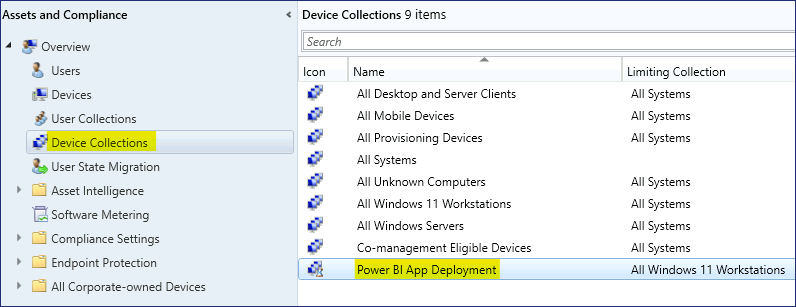 Assets and Compliance <
Overview
Users
Devices
User Collections
Device Collections
User State Migration
Asset Intelligence
Software Metering
Compliance Settings
Endpoint Protection
All Corporate-owned Devices
Device Collections 9 items
Search
Icon Name Limiting Collection
All Desktop and Server Clients All Systems
All Mobile Devices All Systems
All Provisioning Devices All Systems
All Systems
All Unknown Computers All Systems
All Windows 11 Workstations All Systems
All Windows Servers All Systems
Co-management Eligible Devices All Systems
Power BI App Deployment All Windows 11 Workstations